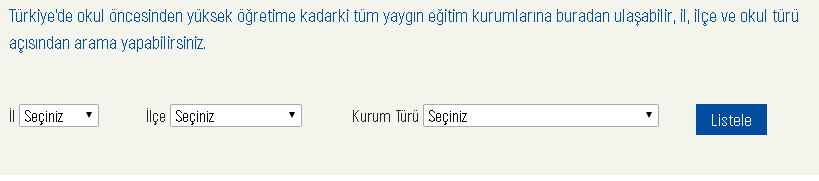 Türkiye'de okul öncesinden yüksek öğretime kadarki tüm yaygın eğitim kurumlarına buradan ulaşabilir, il, ilçe ve okul türü
açısından arama yapabilirsiniz.
İl Seçiniz İlçe Seçiniz Kurum Türü Seçiniz Listele